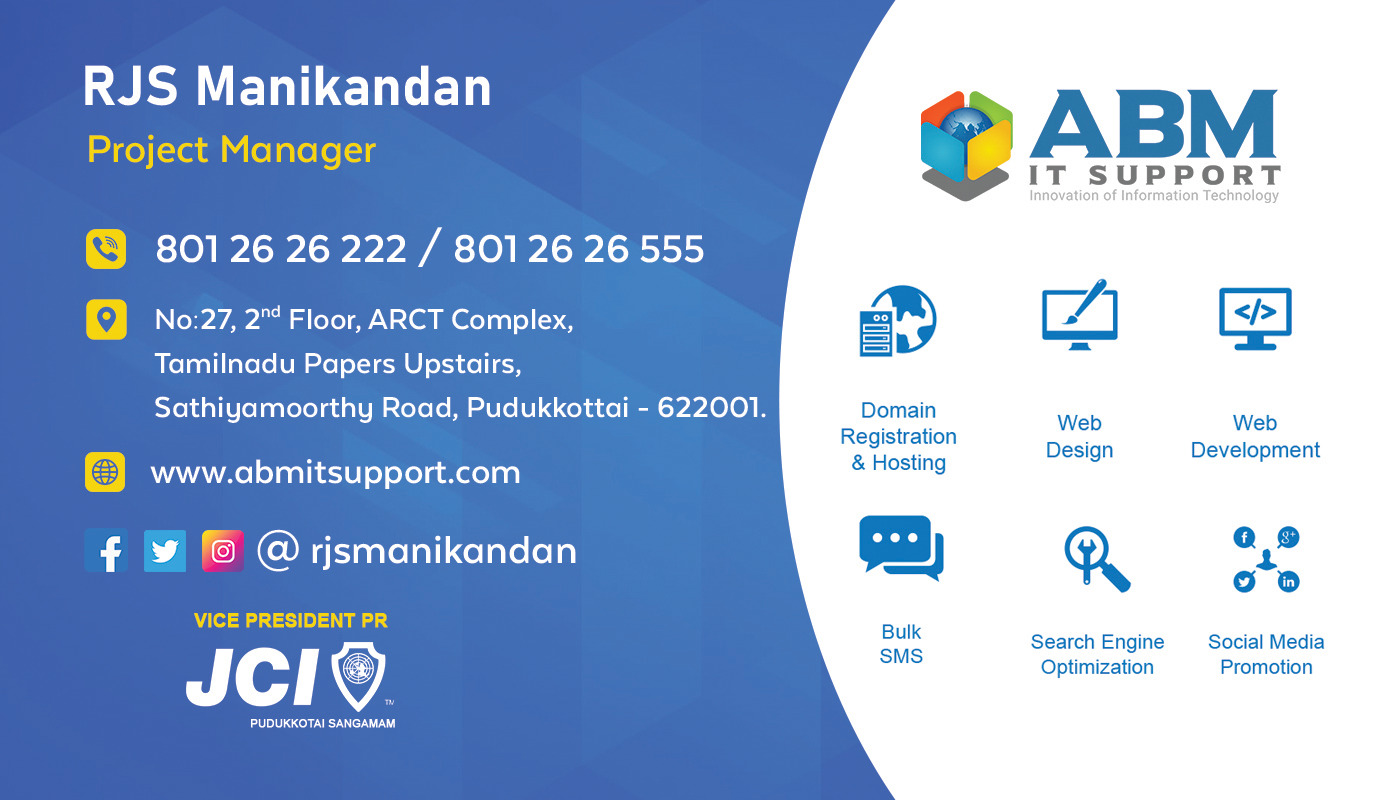 RJS Manikandan
Project Manager
801 26 26 222 / 801 26 26 555
No:27, 2nd Floor, ARCT Complex,
Tamilnadu Papers Upstairs,
Sathiyamoorthy Road, Pudukkottai - 622001.
www.abmitsupport.com
@ rjsmanikandan
VICE PRESIDENT PR
JCI
TM
PUDUKKOTAI SANGAMAM
ABM
IT SUPPORT
Innovation of Information Technology
</>
Domain
Registration
& Hosting
Web
Design
Web
Development
Bulk
SMS
Search Engine
Optimization
f
g+
in
Social Media
Promotion